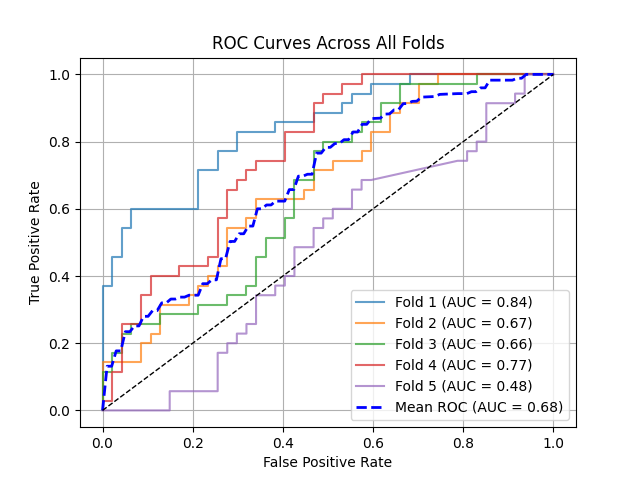 ROC Curves Across All Folds
True Positive Rate
1.0
0.8
0.6
0.4
0.2
0.0
Fold 1 (AUC = 0.84)
Fold 2 (AUC = 0.67)
Fold 3 (AUC = 0.66)
Fold 4 (AUC = 0.77)
Fold 5 (AUC = 0.48)
Mean ROC (AUC = 0.68)
0.0 0.2 0.4 0.6 0.8 1.0
False Positive Rate